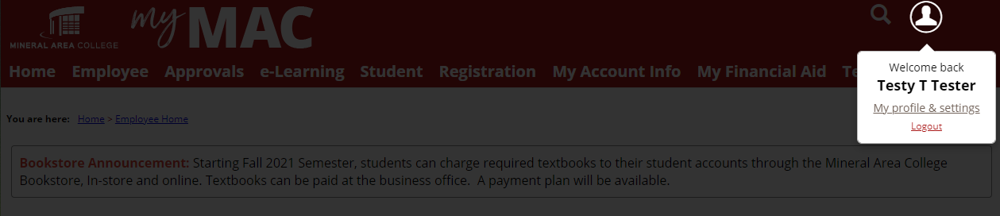 my MAC
MINERAL AREA COLLEGE
Home Employee Approvals e-Learning Student Registration My Account Info My Financial Aid
Welcome back
Testy T Tester
My profile & settings
Logout
You are here: Home > Employee Home
Bookstore Announcement: Starting Fall 2021 Semester, students can charge required textbooks to their student accounts through the Mineral Area College
Bookstore, In-store and online. Textbooks can be paid at the business office. A payment plan will be available.